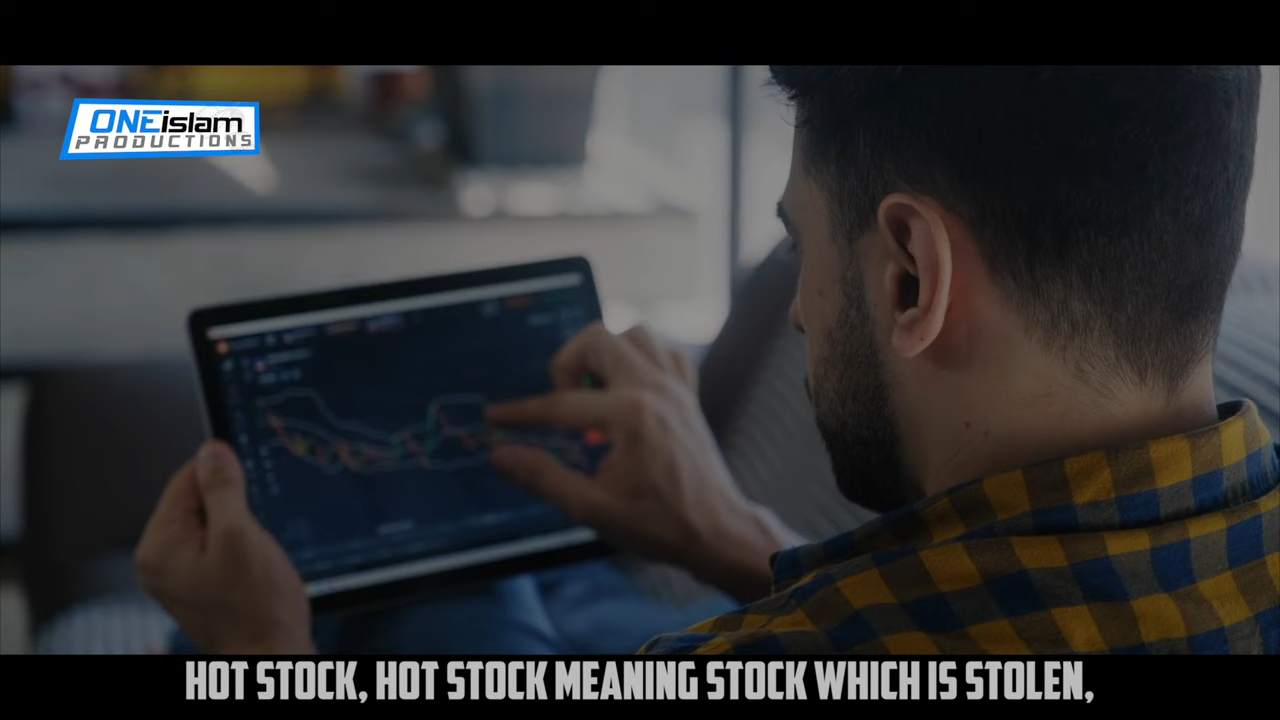 ONEislam
PRODUCTIONS
HOT STOCK, HOT STOCK MEANING STOCK WHICH IS STOLEN,